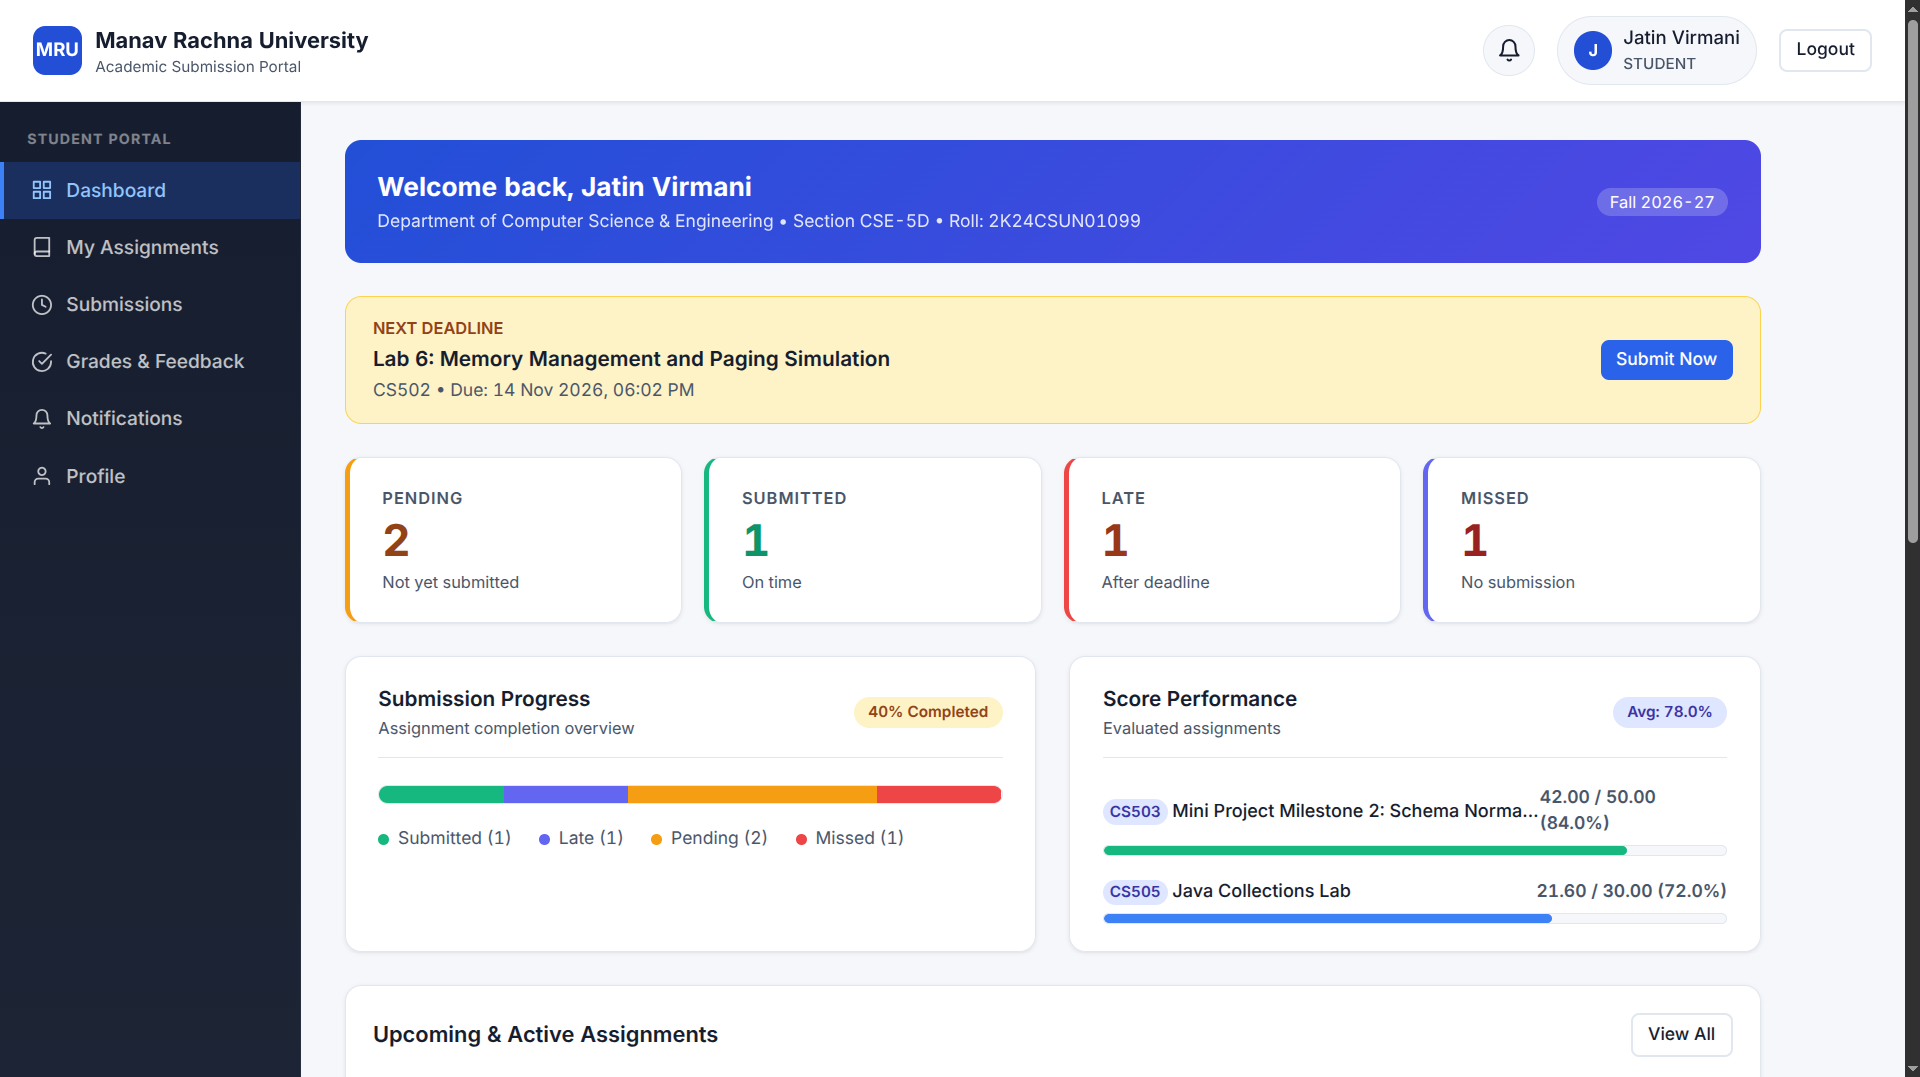 MRU
Manav Rachna University
Academic Submission Portal
J
Jatin Virmani
STUDENT
Logout
STUDENT PORTAL
Dashboard
My Assignments
Submissions
Grades & Feedback
Notifications
Profile
Welcome back, Jatin Virmani
Department of Computer Science & Engineering • Section CSE-5D • Roll: 2K24CSUN01099
Fall 2026-27
NEXT DEADLINE
Lab 6: Memory Management and Paging Simulation
CS502 • Due: 14 Nov 2026, 06:02 PM
Submit Now
PENDING
2
Not yet submitted
SUBMITTED
1
On time
LATE
1
After deadline
MISSED
1
No submission
Submission Progress
Assignment completion overview
40% Completed
Submitted (1)
Late (1)
Pending (2)
Missed (1)
Score Performance
Evaluated assignments
Avg: 78.0%
CS503 Mini Project Milestone 2: Schema Norma...
42.00 / 50.00
(84.0%)
CS505 Java Collections Lab
21.60 / 30.00 (72.0%)
Upcoming & Active Assignments
View All